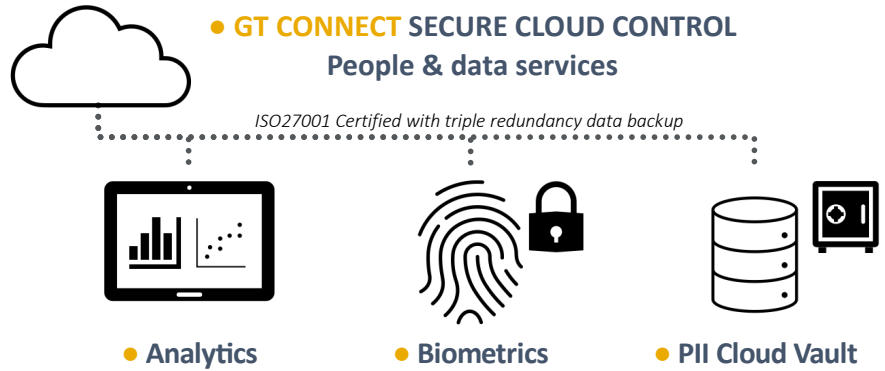 ● GT CONNECT SECURE CLOUD CONTROL
People & data services
ISO27001 Certified with triple redundancy data backup
● Analytics
● Biometrics
● PII Cloud Vault